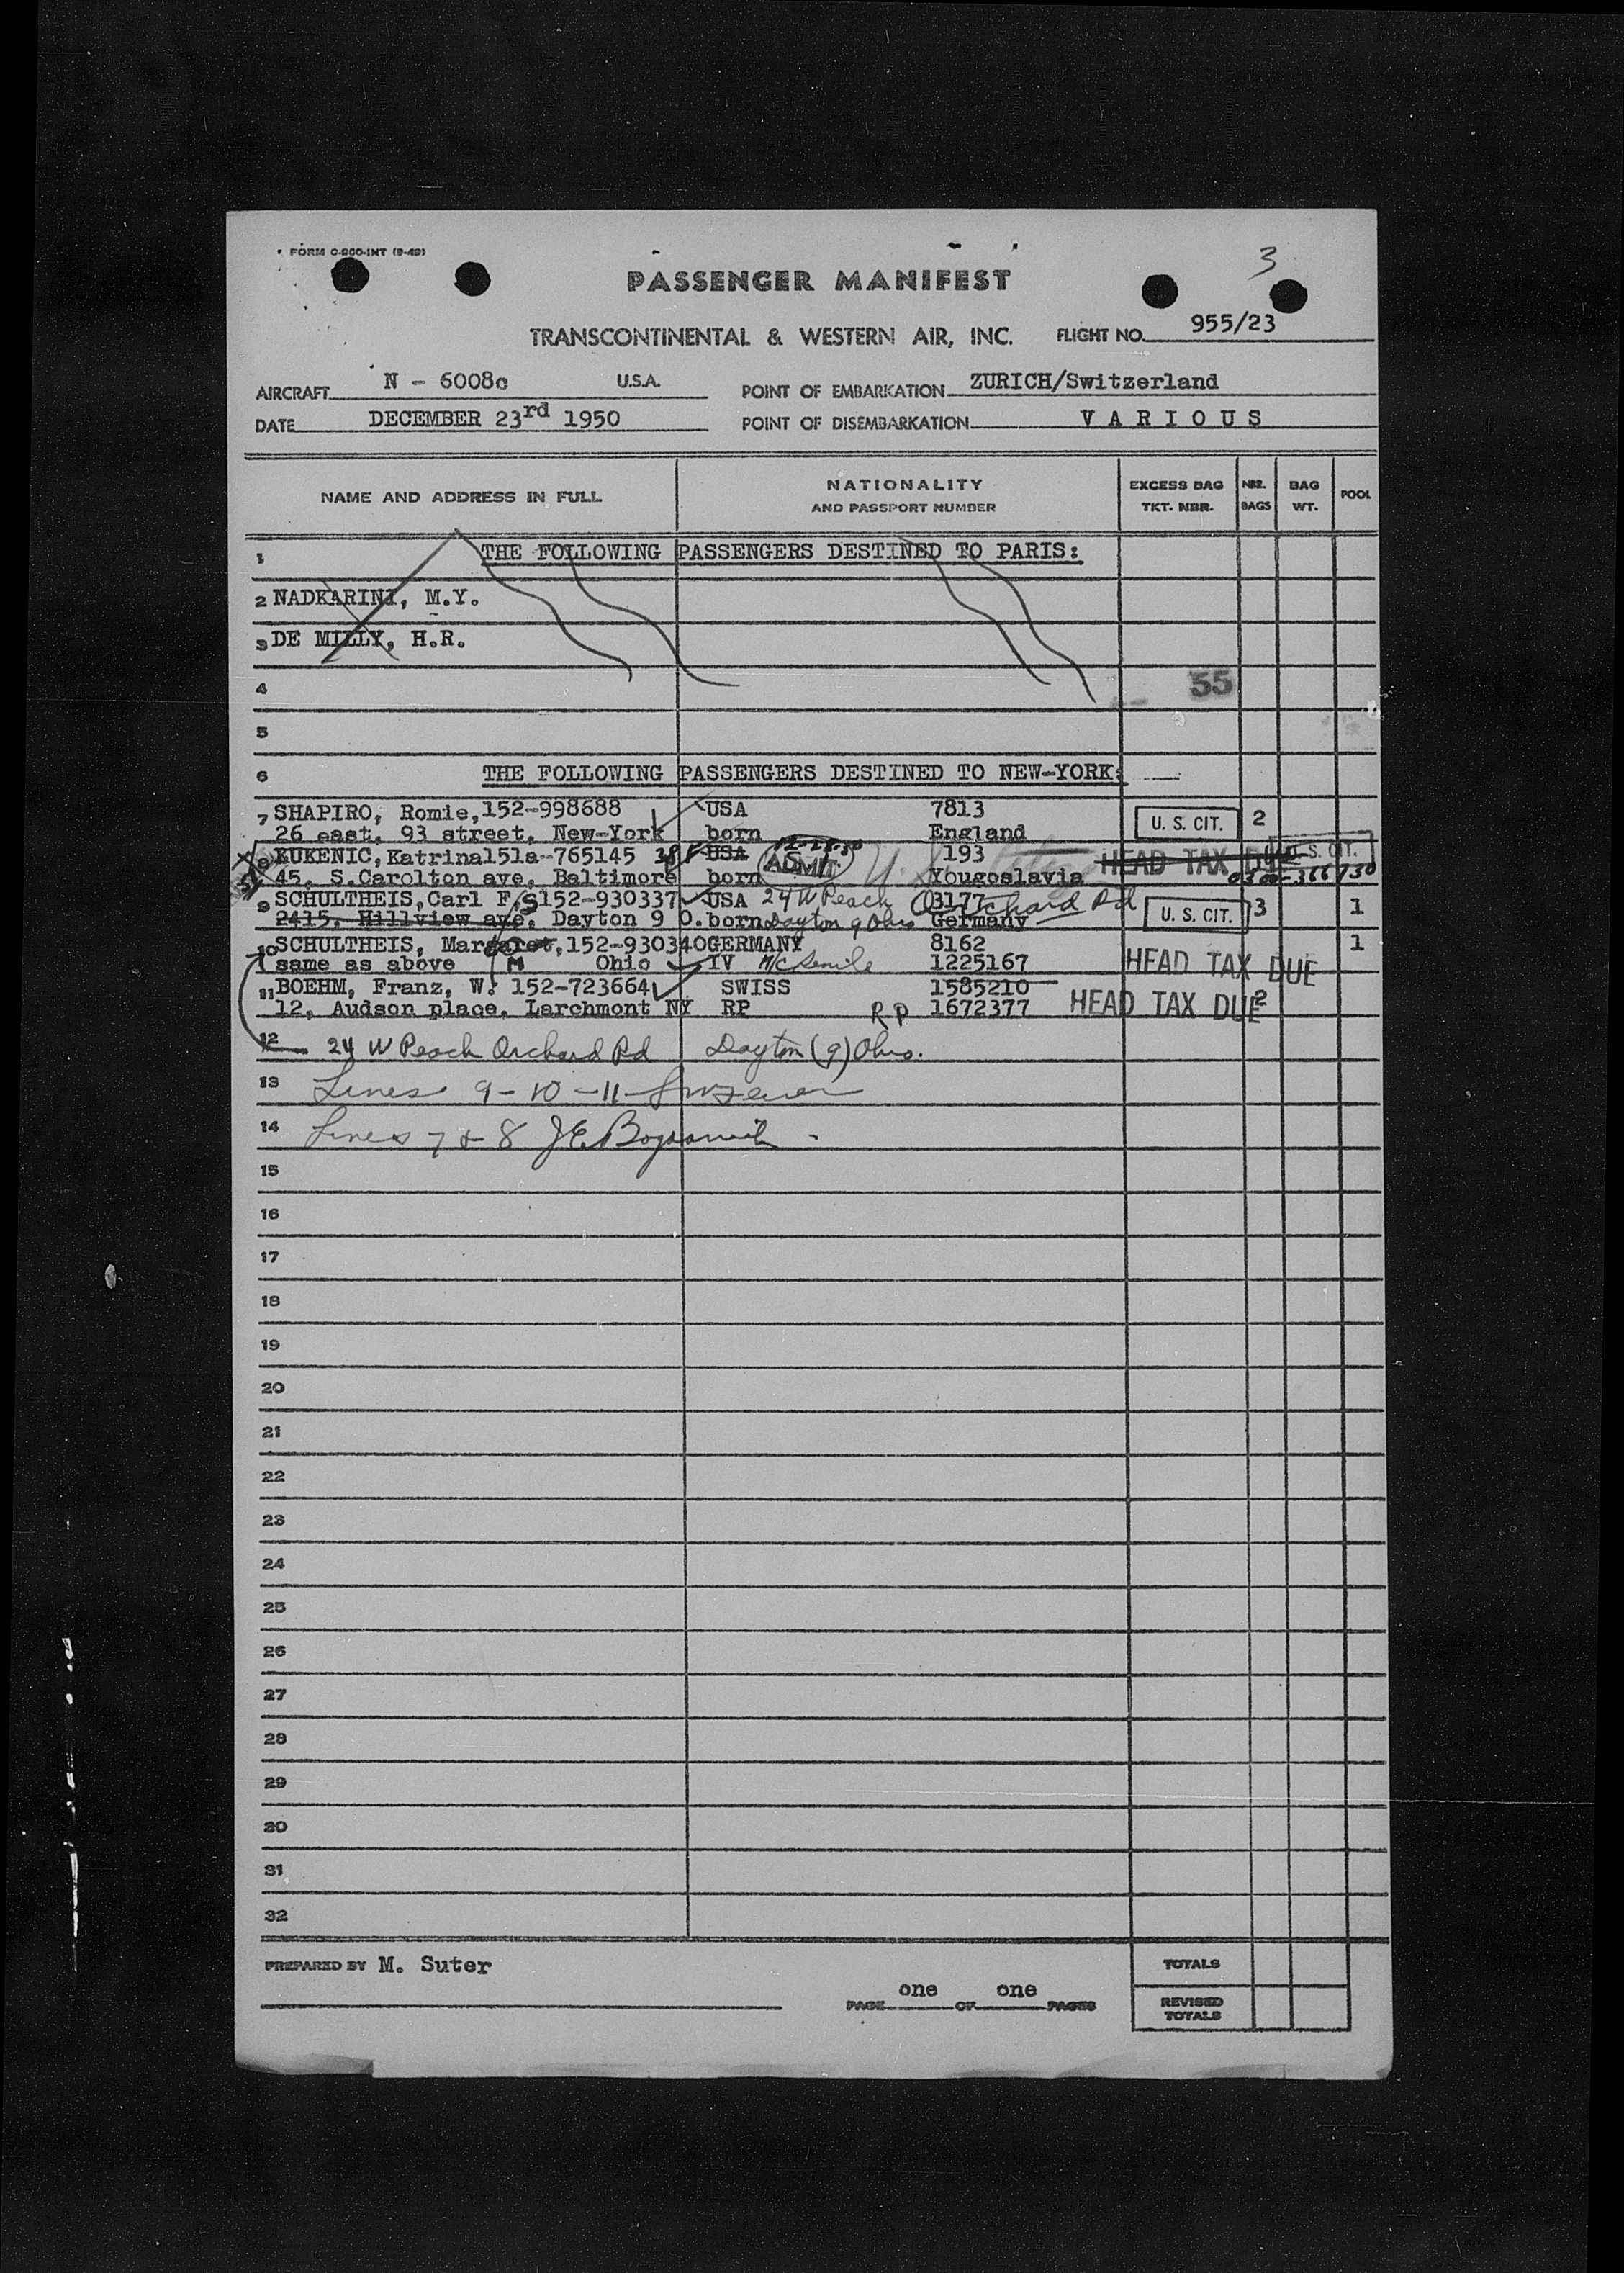 FORM O-900-INT (9-49)
3
PASSENGER MANIFEST
TRANSCONTINENTAL & WESTERN AIR, INC. FLIGHT NO. 955/23
AIRCRAFT N - 6008c U.S.A. POINT OF EMBARKATION ZURICH/Switzerland
DATE DECEMBER 23rd 1950 POINT OF DISEMBARKATION V A R I O U S
NAME AND ADDRESS IN FULL NATIONALITY AND PASSPORT NUMBER EXCESS BAG TKT. NBR. NBR. BAGS BAG WT. POOL
1 THE FOLLOWING PASSENGERS DESTINED TO PARIS:
2 NADKARINI, M.Y.
3 DE MILLY, H.R.
4 55
5
6 THE FOLLOWING PASSENGERS DESTINED TO NEW-YORK:
7 SHAPIRO, Romie, 152-998688 USA 7813 U. S. CIT. 2
26 east, 93 street, New-York born England
8 KUKENIC, Katrina 151a-765145 38 F USA ADMIT 193 HEAD TAX DUE U. S. CIT.
45, S.Carolton ave, Baltimore born Yougoslavia 0300-366730
9 SCHULTHEIS, Carl F S 152-930337 USA 24 W Peach Orchard Rd 3177 U. S. CIT. 3 1
2415, Hillview ave, Dayton 9 O. born Dayton 9 Ohio Germany
10 SCHULTHEIS, Margaret, 152-930340 GERMANY 8162 HEAD TAX DUE 1
same as above M Ohio IV 1225167
11 BOEHM, Franz, W. 152-723664 SWISS 1585210 HEAD TAX DUE 2
12, Audson place, Larchmont NY RP RP 1672377
12 24 W Peach Orchard Rd Dayton (9) Ohio.
13 Lines 9-10-11
14 Lines 7 & 8 J E
15
16
17
18
19
20
21
22
23
24
25
26
27
28
29
30
31
32
PREPARED BY M. Suter TOTALS
PAGE one OF one PAGES REVISED TOTALS